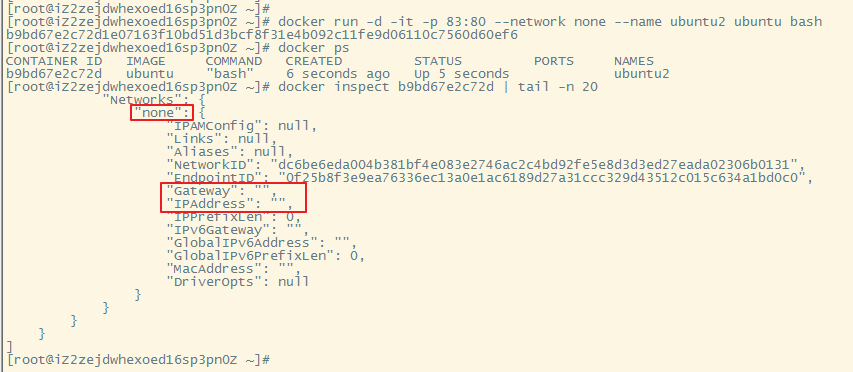 [root@iZ2zejdwhexoed16sp3pn0Z ~]#
[root@iZ2zejdwhexoed16sp3pn0Z ~]# docker run -d -it -p 83:80 --network none --name ubuntu2 ubuntu bash
b9bd67e2c72d1e07163f10bd51d3bcf8f31e4b092c11fe9d06110c7560d60ef6
[root@iZ2zejdwhexoed16sp3pn0Z ~]# docker ps
CONTAINER ID   IMAGE     COMMAND   CREATED         STATUS         PORTS     NAMES
b9bd67e2c72d   ubuntu    "bash"    6 seconds ago   Up 5 seconds             ubuntu2
[root@iZ2zejdwhexoed16sp3pn0Z ~]# docker inspect b9bd67e2c72d | tail -n 20
            "Networks": {
                "none": {
                    "IPAMConfig": null,
                    "Links": null,
                    "Aliases": null,
                    "NetworkID": "dc6be6eda004b381bf4e083e2746ac2c4bd92fe5e8d3d3ed27eada02306b0131",
                    "EndpointID": "0f25b8f3e9ea76336ec13a0e1ac6189d27a31ccc329d43512c015c634a1bd0c0",
                    "Gateway": "",
                    "IPAddress": "",
                    "IPPrefixLen": 0,
                    "IPv6Gateway": "",
                    "GlobalIPv6Address": "",
                    "GlobalIPv6PrefixLen": 0,
                    "MacAddress": "",
                    "DriverOpts": null
                }
            }
        }
    }
]
[root@iZ2zejdwhexoed16sp3pn0Z ~]#